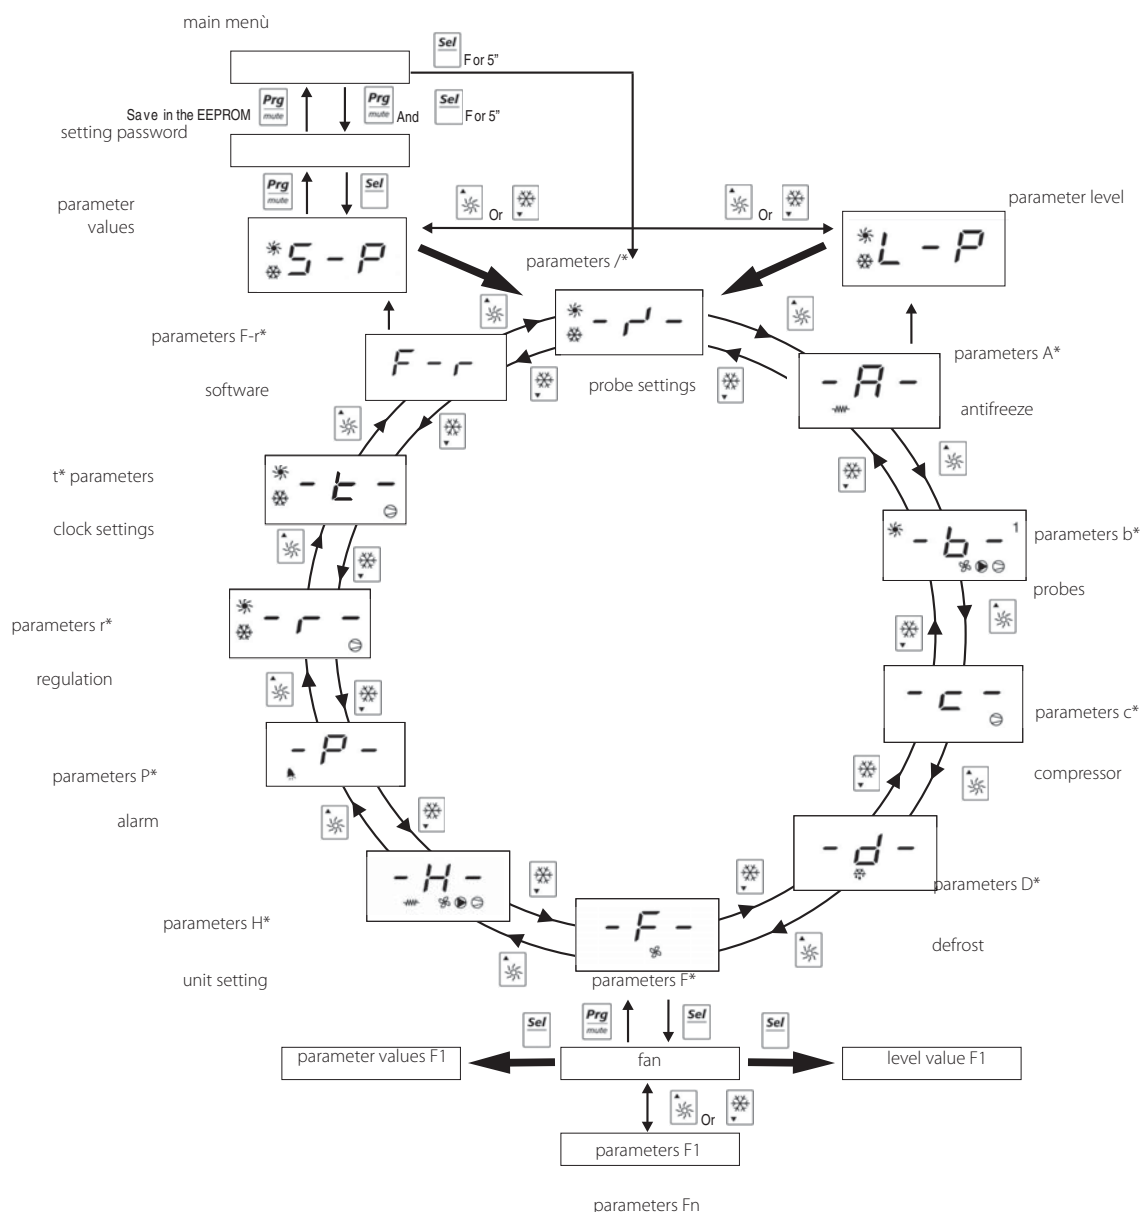 main menù
Sel
For 5"
Save in the EEPROM
Prg
mute
Prg
mute
And
Sel
For 5"
setting password
Prg
mute
Sel
parameter
values
Or
Or
parameter level
S - P
L - P
parameters /*
- / -
parameters F-r*
F - r
software
probe settings
parameters A*
- A -
antifreeze
t* parameters
- t -
clock settings
- b - 1
parameters b*
probes
parameters r*
- r -
regulation
- c -
parameters c*
compressor
- P -
parameters P*
alarm
- d -
parameters D*
defrost
- H -
parameters H*
unit setting
- F -
parameters F*
Sel
Prg
mute
Sel
Sel
parameter values F1
fan
level value F1
Or
parameters F1
parameters Fn